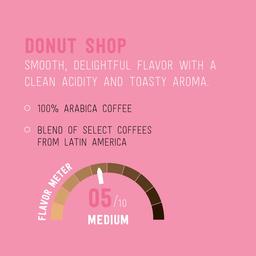 DONUT SHOP
SMOOTH, DELIGHTFUL FLAVOR WITH A
CLEAN ACIDITY AND TOASTY AROMA.
100% ARABICA COFFEE
BLEND OF SELECT COFFEES
FROM LATIN AMERICA
FLAVOR METER
05/10
MEDIUM